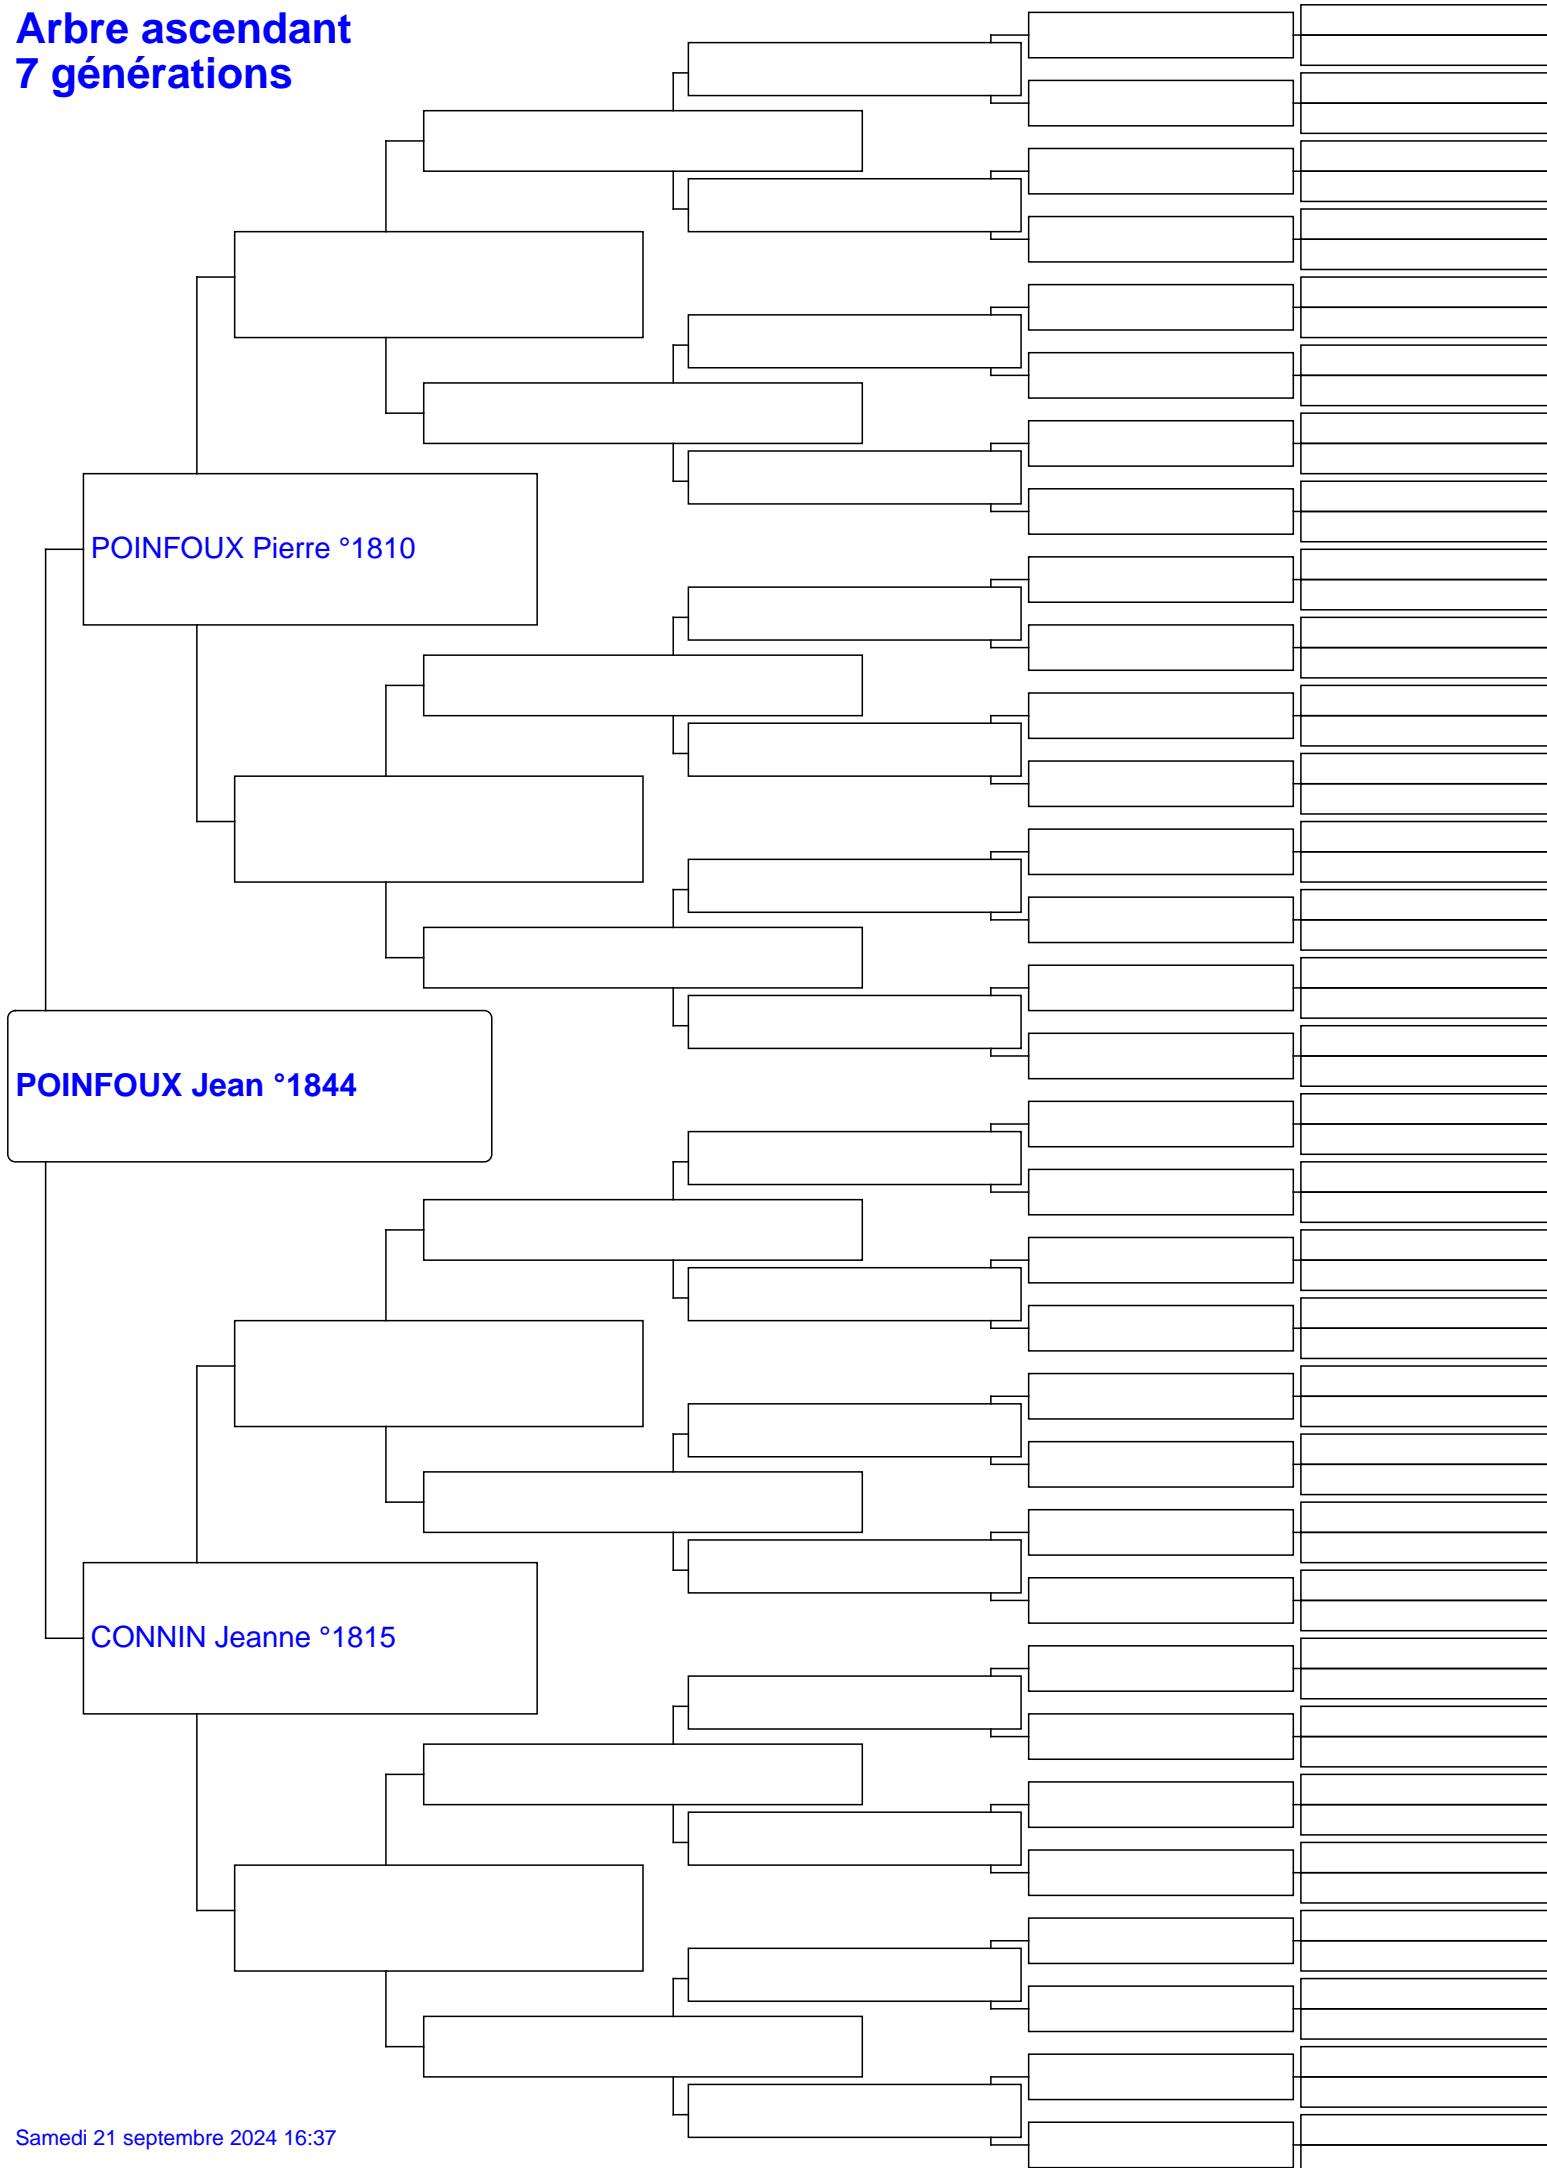 Arbre ascendant
7 générations
POINFOUX Pierre °1810
POINFOUX Jean °1844
CONNIN Jeanne °1815
Samedi 21 septembre 2024 16:37